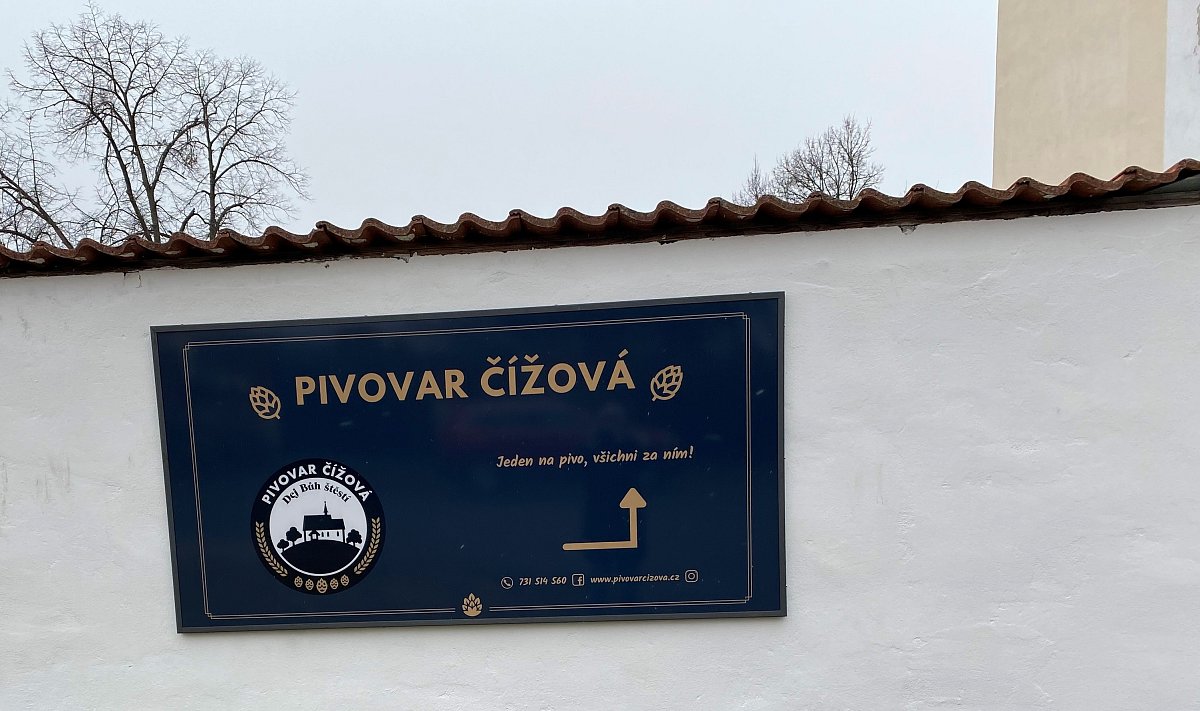 PIVOVAR ČÍŽOVÁ
Jeden na pivo, všichni za ním!
PIVOVAR ČÍŽOVÁ
Dej Bůh štěstí
731 514 560 www.pivovarcizova.cz